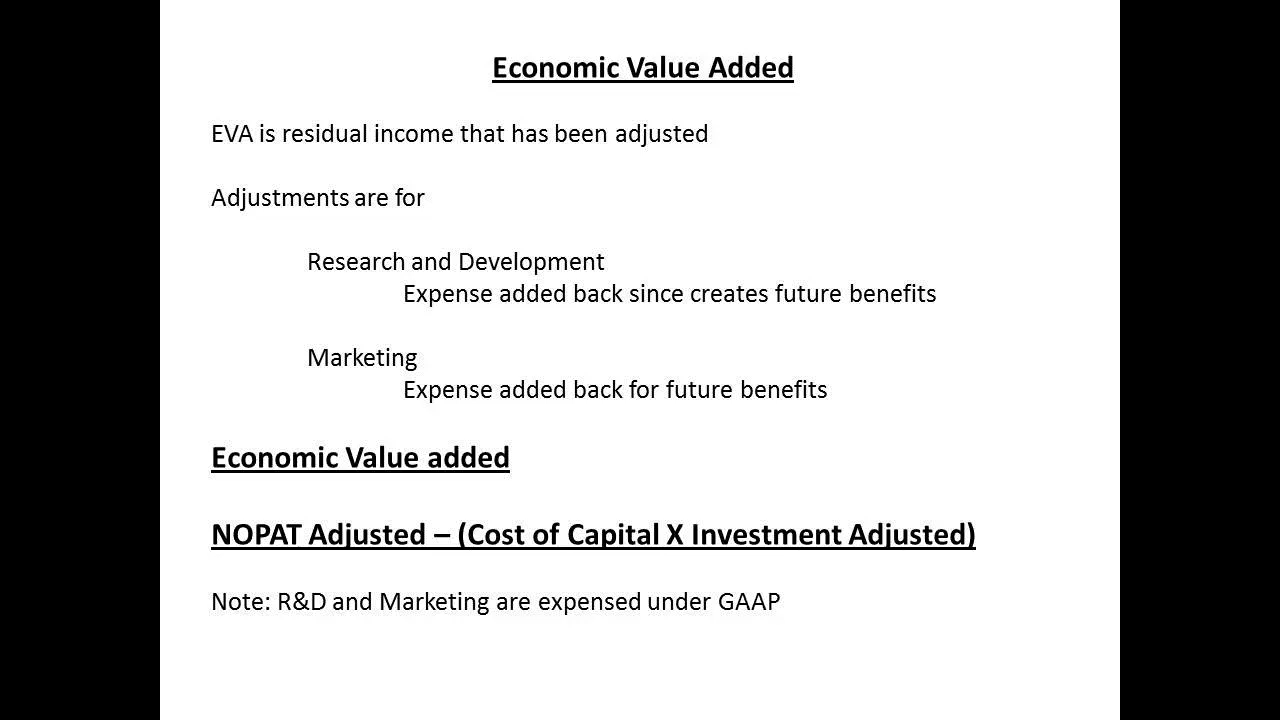 Economic Value Added
EVA is residual income that has been adjusted
Adjustments are for
Research and Development
Expense added back since creates future benefits
Marketing
Expense added back for future benefits
Economic Value added
NOPAT Adjusted – (Cost of Capital X Investment Adjusted)
Note: R&D and Marketing are expensed under GAAP